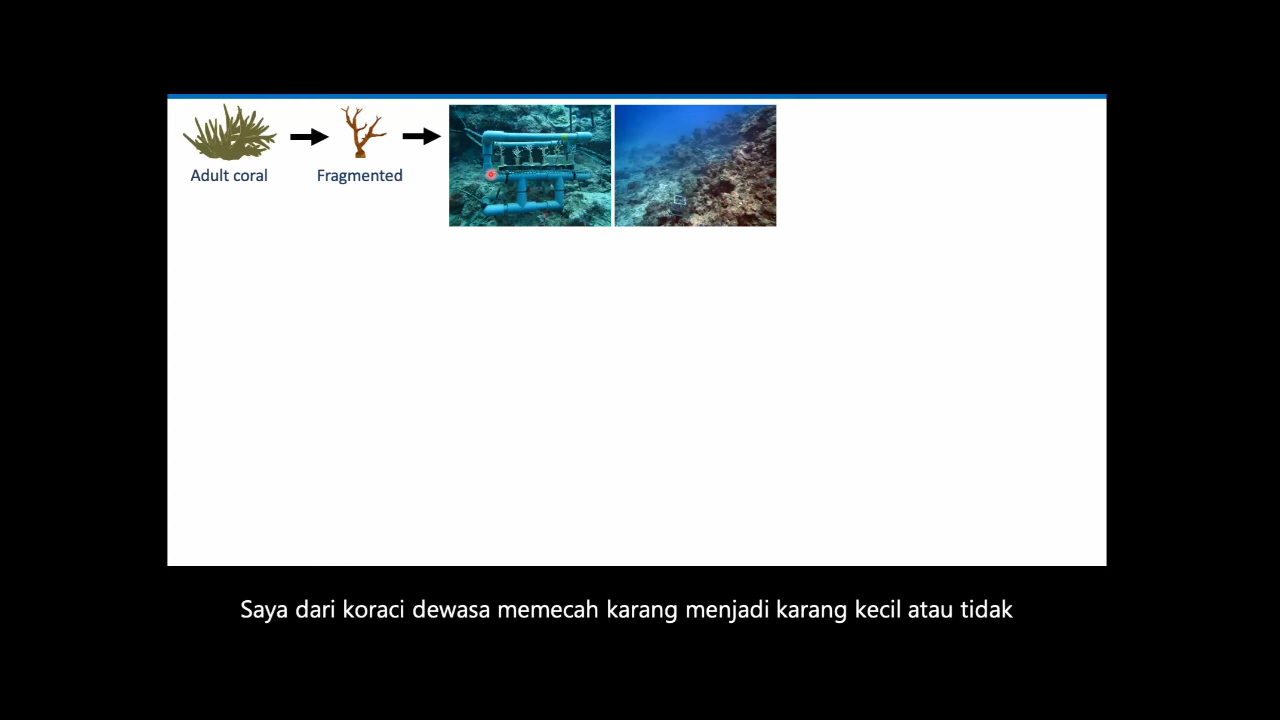 Adult coral
Fragmented
Saya dari koraci dewasa memecah karang menjadi karang kecil atau tidak